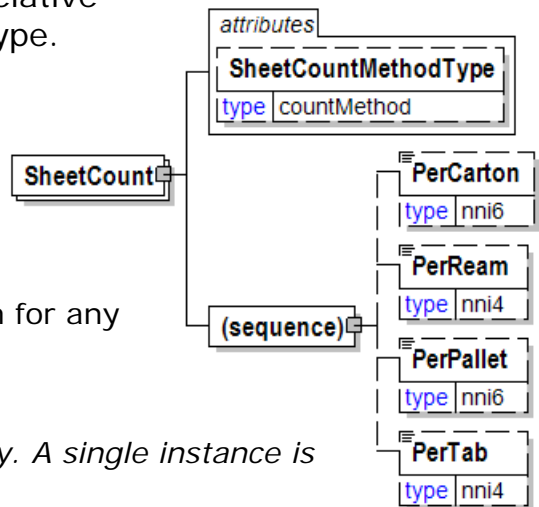 elative
ype.
attributes
SheetCountMethodType
type countMethod
SheetCount
PerCarton
type nni6
PerReam
type nni4
n for any
(sequence)
PerPallet
type nni6
y. A single instance is
PerTab
type nni4